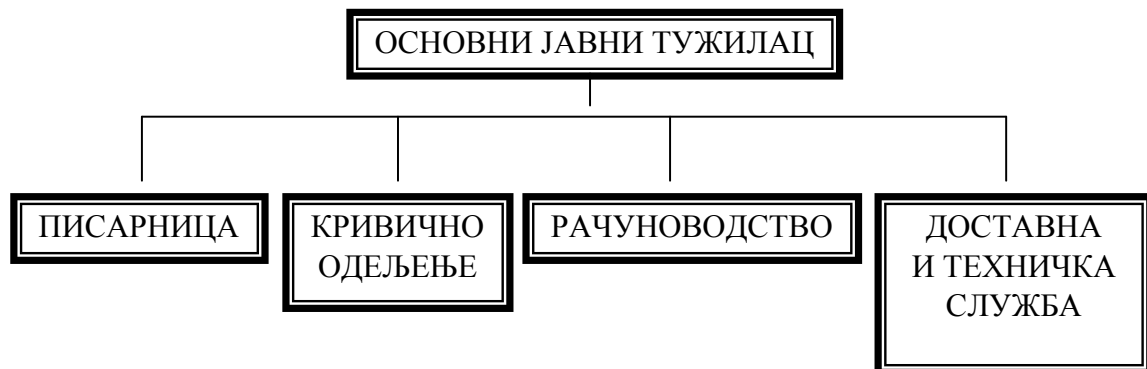 ОСНОВНИ ЈАВНИ ТУЖИЛАЦ
ПИСАРНИЦА
КРИВИЧНО
ОДЕЉЕЊЕ
РАЧУНОВОДСТВО
ДОСТАВНА
И ТЕХНИЧКА
СЛУЖБА